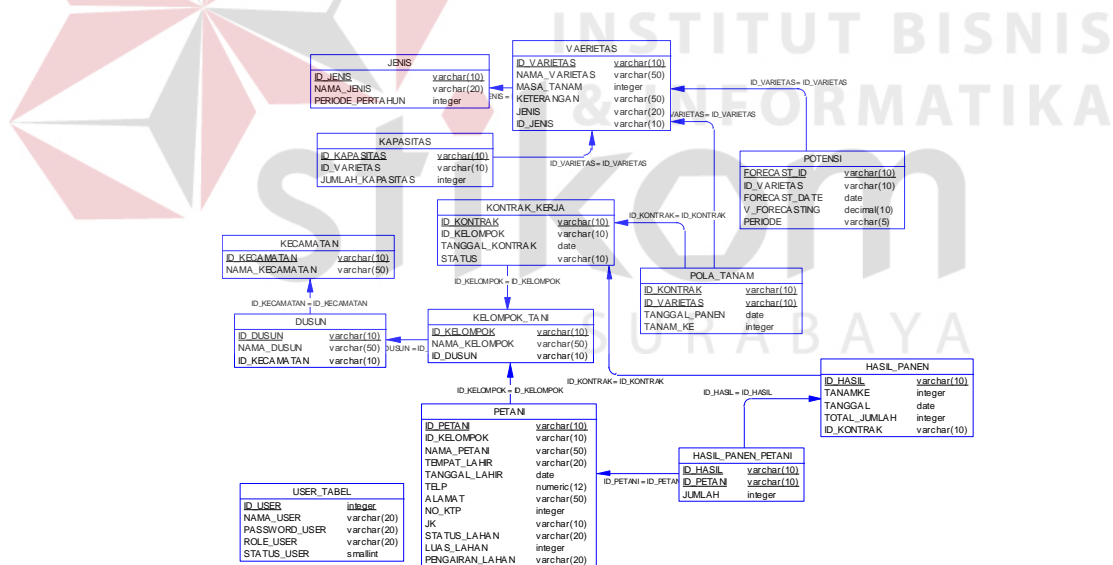 INSTITUT BISNIS
& INFORMATIKA
stikom
SURABAYA
VAERIETAS
ID_VARIETAS varchar(10)
NAMA_VARIETAS varchar(50)
MASA_TANAM integer
KETERANGAN varchar(50)
JENIS varchar(20)
ID_JENIS varchar(10)
JENIS
ID_JENIS varchar(10)
NAMA_JENIS varchar(20)
PERIODE_PERTAHUN integer
ENIS =
ID_VARIETAS = ID_VARIETAS
VARIETAS = ID_VARIETAS
KAPASITAS
ID_KAPASITAS varchar(10)
ID_VARIETAS varchar(10)
JUMLAH_KAPASITAS integer
ID_VARIETAS = ID_VARIETAS
POTENSI
FORECAST_ID varchar(10)
ID_VARIETAS varchar(10)
FORECAST_DATE date
V_FORECASTING decimal(10)
PERIODE varchar(5)
KONTRAK_KERJA
ID_KONTRAK varchar(10)
ID_KELOMPOK varchar(10)
TANGGAL_KONTRAK date
STATUS varchar(10)
ID_KONTRAK = ID_KONTRAK
KECAMATAN
ID_KECAMATAN varchar(10)
NAMA_KECAMATAN varchar(50)
POLA_TANAM
ID_KONTRAK varchar(10)
ID_VARIETAS varchar(10)
TANGGAL_PANEN date
TANAM_KE integer
ID_KELOMPOK = ID_KELOMPOK
ID_KECAMATAN = ID_KECAMATAN
DUSUN
ID_DUSUN varchar(10)
NAMA_DUSUN varchar(50)
ID_KECAMATAN varchar(10)
DUSUN = ID_
KELOMPOK_TANI
ID_KELOMPOK varchar(10)
NAMA_KELOMPOK varchar(50)
ID_DUSUN varchar(10)
HASIL_PANEN
ID_HASIL varchar(10)
TANAMKE integer
TANGGAL date
TOTAL_JUMLAH integer
ID_KONTRAK varchar(10)
ID_KONTRAK = ID_KONTRAK
ID_KELOMPOK = ID_KELOMPOK
ID_HASIL = ID_HASIL
PETANI
ID_PETANI varchar(10)
ID_KELOMPOK varchar(10)
NAMA_PETANI varchar(50)
TEMPAT_LAHIR varchar(20)
TANGGAL_LAHIR date
TELP numeric(12)
ALAMAT varchar(50)
NO_KTP integer
JK varchar(10)
STATUS_LAHAN varchar(20)
LUAS_LAHAN integer
PENGAIRAN_LAHAN varchar(20)
HASIL_PANEN_PETANI
ID_HASIL varchar(10)
ID_PETANI varchar(10)
JUMLAH integer
ID_PETANI = ID_PETAN
USER_TABEL
ID_USER integer
NAMA_USER varchar(20)
PASSWORD_USER varchar(20)
ROLE_USER varchar(20)
STATUS_USER smallint